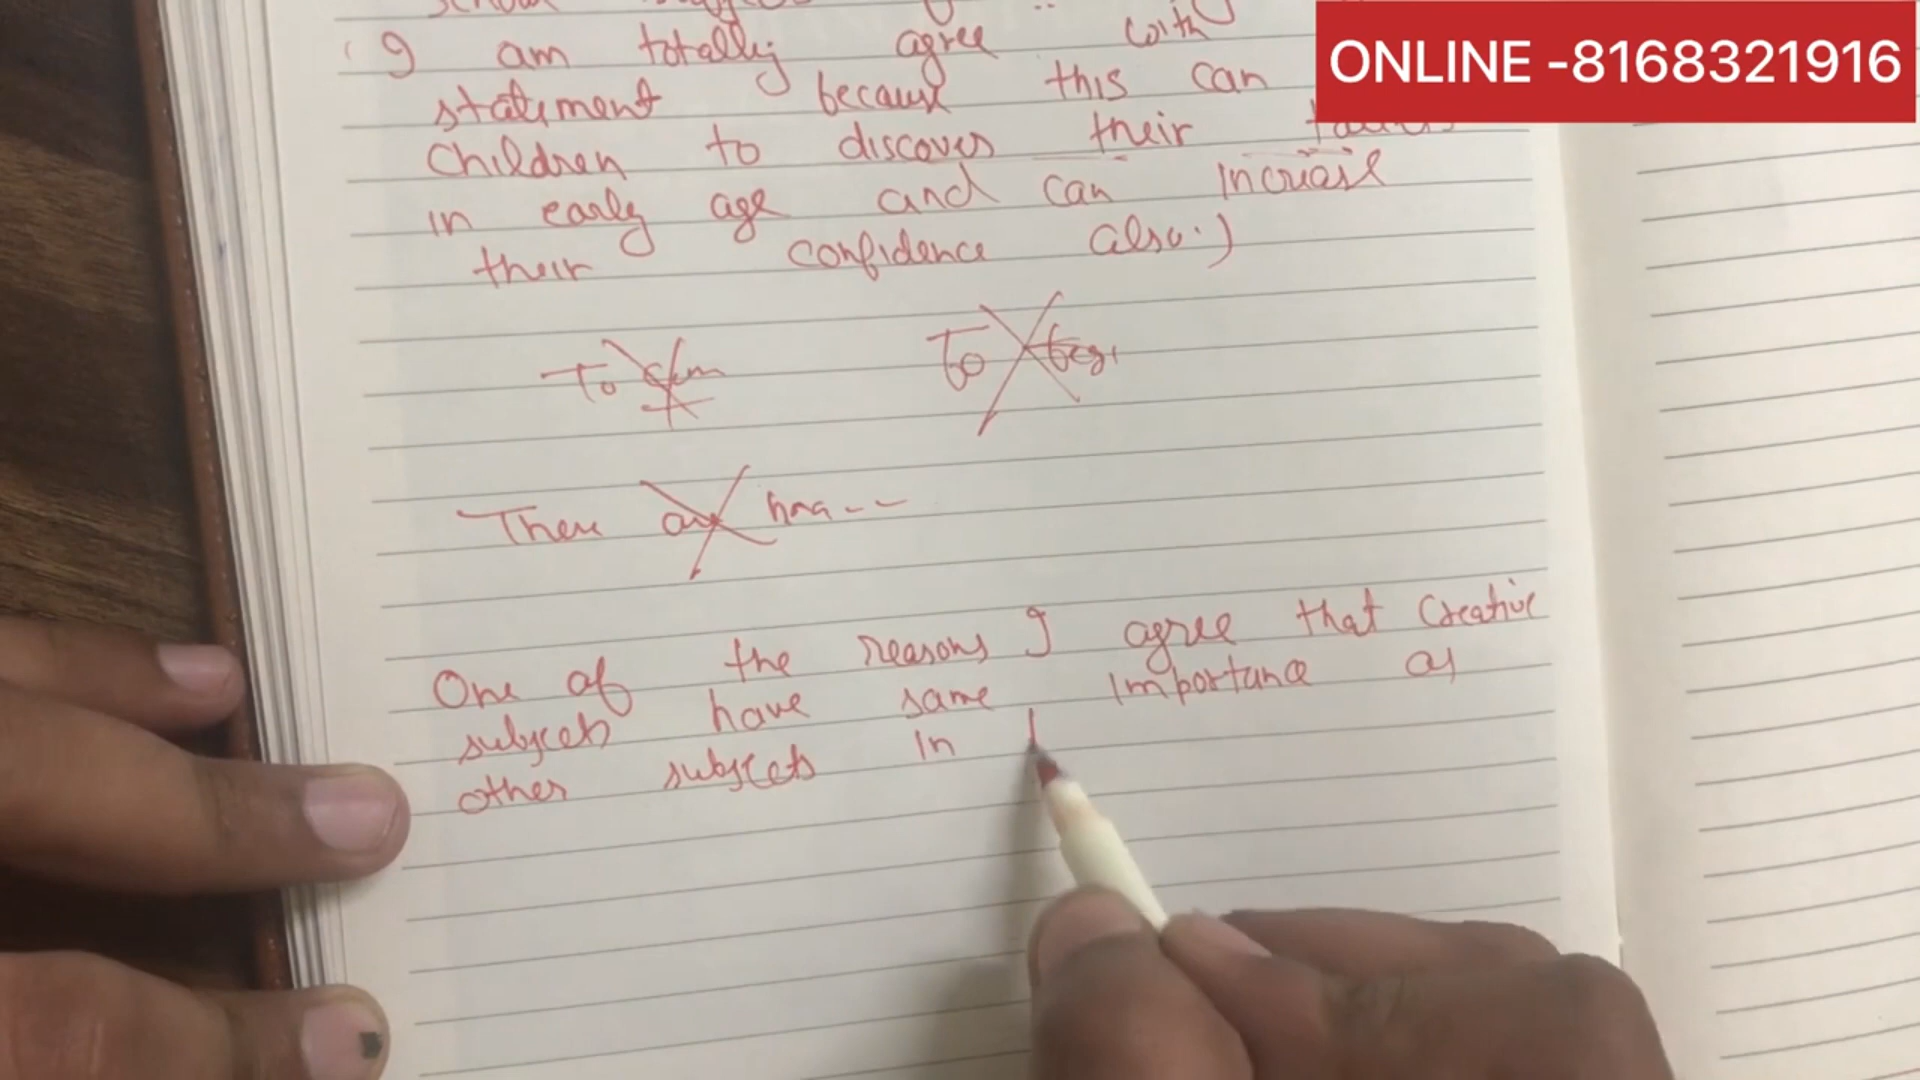 ONLINE -8168321916
I am totally agree with
statement because this can
children to discover their
in early age and can increase
their confidence also.)
To
To
There
One of the reasons I agree that creative
subjects have same importance as
other subjects in